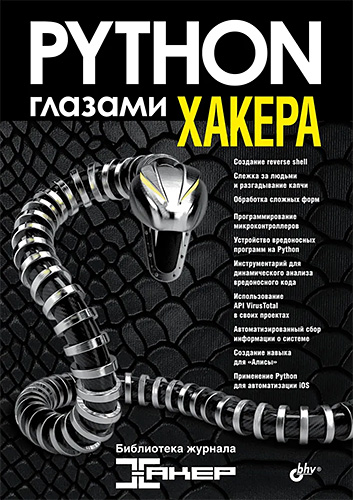 PYTHON
глазами ХАКЕРА
Создание reverse shell
Слежка за людьми
и разгадывание капчи
Обработка сложных форм
Программирование
микроконтроллеров
Устройство вредоносных
программ на Python
Инструментарий для
динамического анализа
вредоносного кода
Использование
API VirusTotal
в своих проектах
Автоматизированный сбор
информации о системе
Создание навыка
для «Алисы»
Применение Python
для автоматизации iOS
Библиотека журнала
ХАКЕР
bhv®